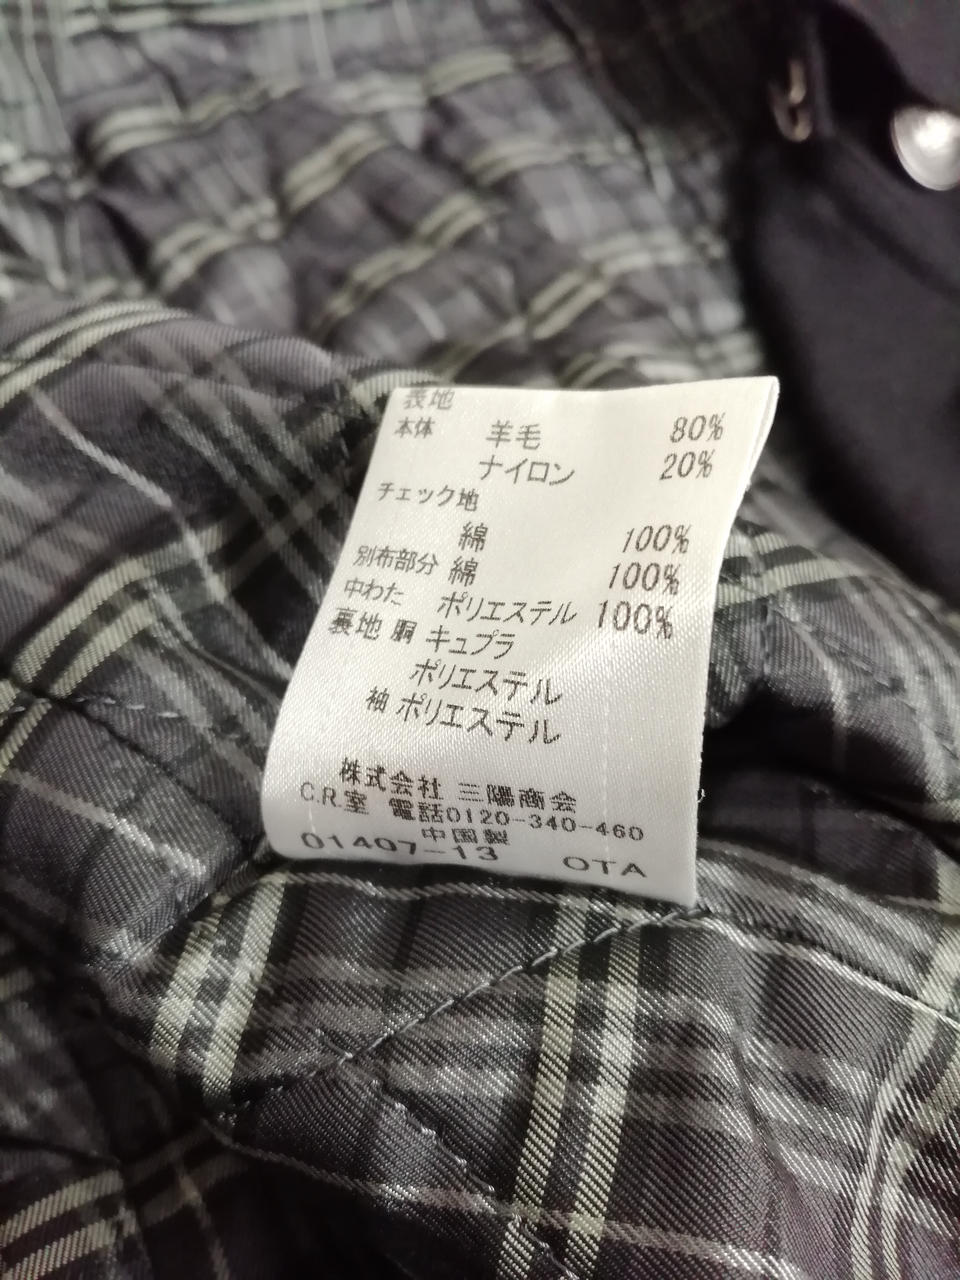 表地
本体 羊毛 80%
ナイロン 20%
チェック地
綿 100%
別布部分 綿 100%
中わた ポリエステル 100%
裏地 胴 キュプラ
ポリエステル
袖 ポリエステル
株式会社 三陽商会
C.R.室 電話0120-340-460
中国製
01407-13 OTA